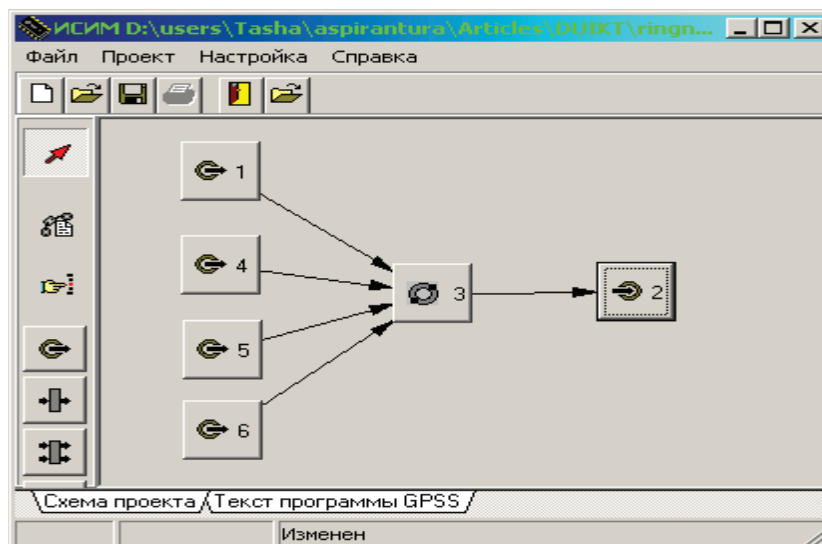 ИСИМ D:\users\Tasha\aspirantura\Articles\DUIKT\ringn...
Файл Проект Настройка Справка
1
4
3
2
5
6
Схема проекта Текст программы GPSS
Изменен